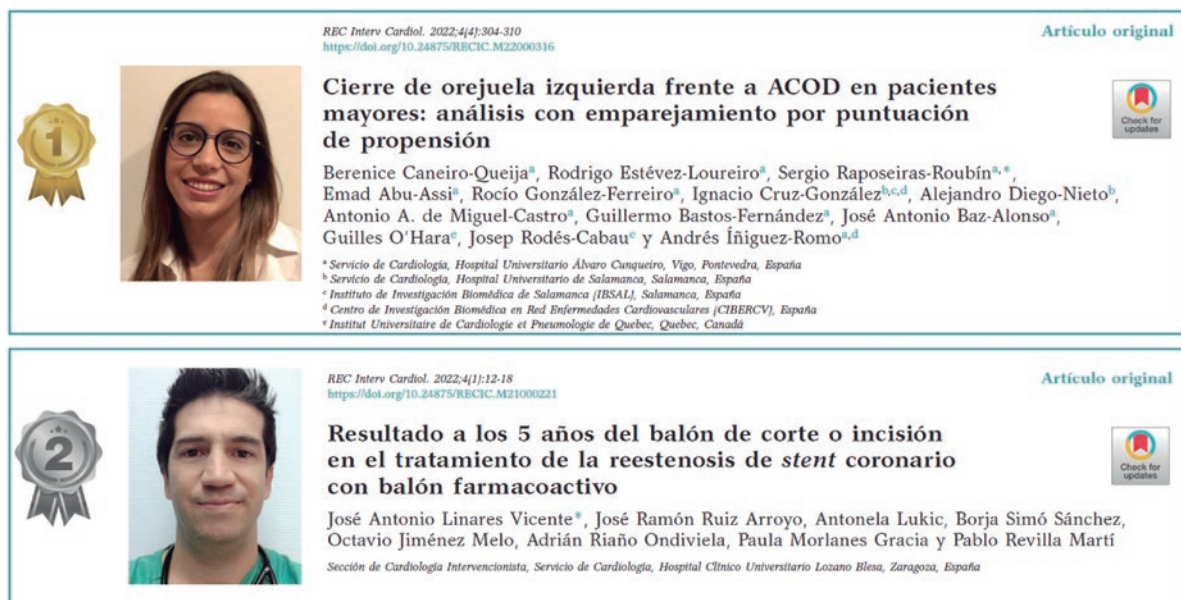 1
REC Interv Cardiol. 2022;4(4):304-310
https://doi.org/10.24875/RECIC.M22000316
Artículo original
Cierre de orejuela izquierda frente a ACOD en pacientes
mayores: análisis con emparejamiento por puntuación
de propensión
Check for
updates
Berenice Caneiro-Queijaa, Rodrigo Estévez-Loureiroa, Sergio Raposeiras-Roubína,*,
Emad Abu-Assia, Rocío González-Ferreiroa, Ignacio Cruz-Gonzálezb,c,d, Alejandro Diego-Nietob,
Antonio A. de Miguel-Castroa, Guillermo Bastos-Fernándeza, José Antonio Baz-Alonsoa,
Guilles O'Harae, Josep Rodés-Cabaue y Andrés Íñiguez-Romoa,d
a Servicio de Cardiología, Hospital Universitario Álvaro Cunqueiro, Vigo, Pontevedra, España
b Servicio de Cardiología, Hospital Universitario de Salamanca, Salamanca, España
c Instituto de Investigación Biomédica de Salamanca (IBSAL), Salamanca, España
d Centro de Investigación Biomédica en Red Enfermedades Cardiovasculares (CIBERCV), España
e Institut Universitaire de Cardiologie et Pneumologie de Quebec, Quebec, Canadá
2
REC Interv Cardiol. 2022;4(1):12-18
https://doi.org/10.24875/RECIC.M21000221
Artículo original
Resultado a los 5 años del balón de corte o incisión
en el tratamiento de la reestenosis de stent coronario
con balón farmacoactivo
Check for
updates
José Antonio Linares Vicente*, José Ramón Ruiz Arroyo, Antonela Lukic, Borja Simó Sánchez,
Octavio Jiménez Melo, Adrián Riaño Ondiviela, Paula Morlanes Gracia y Pablo Revilla Martí
Sección de Cardiología Intervencionista, Servicio de Cardiología, Hospital Clínico Universitario Lozano Blesa, Zaragoza, España